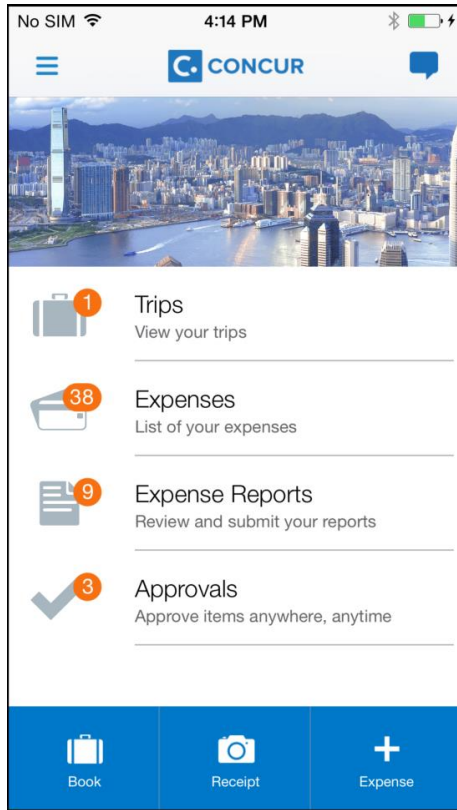 No SIM 4:14 PM
C. CONCUR
1
Trips
View your trips
38
Expenses
List of your expenses
9
Expense Reports
Review and submit your reports
3
Approvals
Approve items anywhere, anytime
Book Receipt Expense